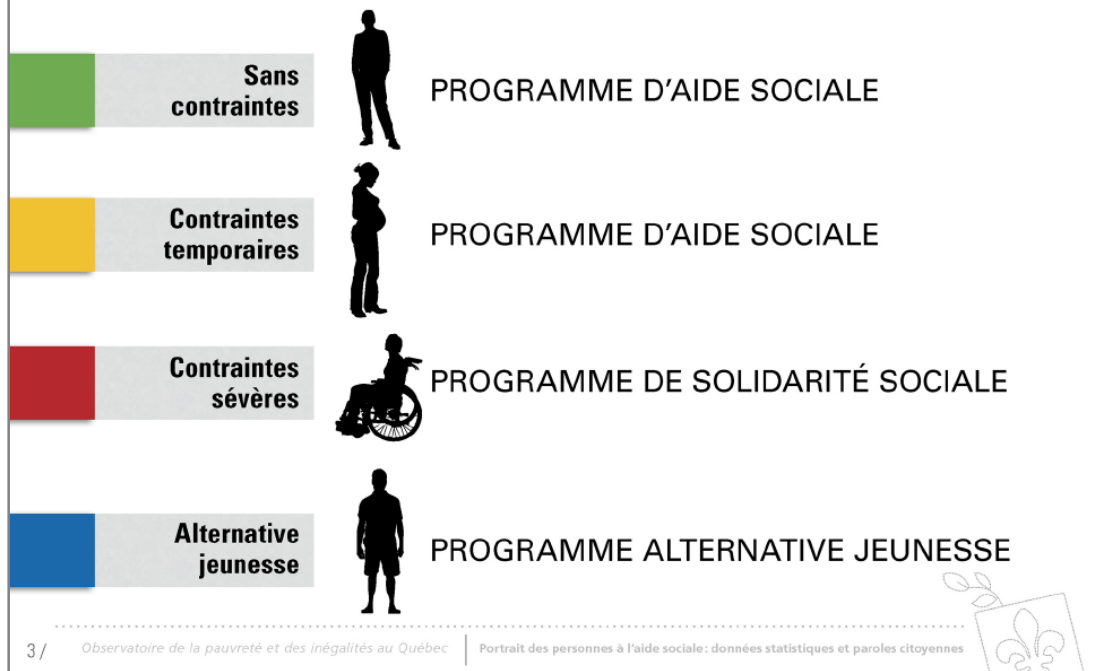 Sans
contraintes
PROGRAMME D'AIDE SOCIALE
Contraintes
temporaires
PROGRAMME D'AIDE SOCIALE
Contraintes
sévères
PROGRAMME DE SOLIDARITÉ SOCIALE
Alternative
jeunesse
PROGRAMME ALTERNATIVE JEUNESSE
3 / Observatoire de la pauvreté et des inégalités au Québec | Portrait des personnes à l'aide sociale : données statistiques et paroles citoyennes